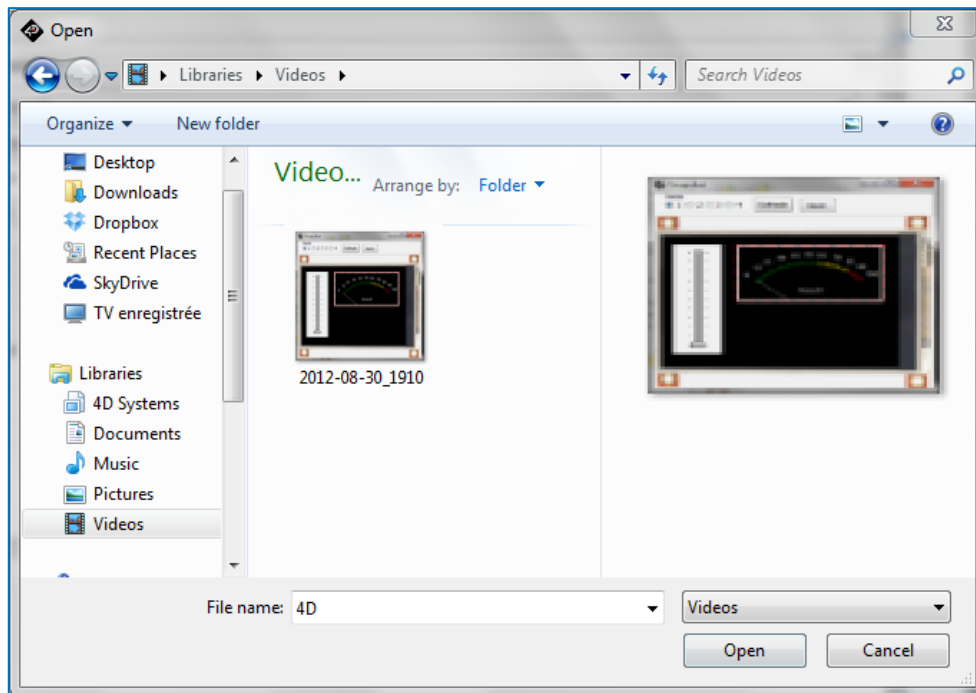 Open
Libraries Videos
Search Videos
Organize New folder
Desktop
Downloads
Dropbox
Recent Places
SkyDrive
TV enregistrée
Libraries
4D Systems
Documents
Music
Pictures
Videos
Video... Arrange by: Folder
2012-08-30_1910
File name: 4D
Videos
Open Cancel